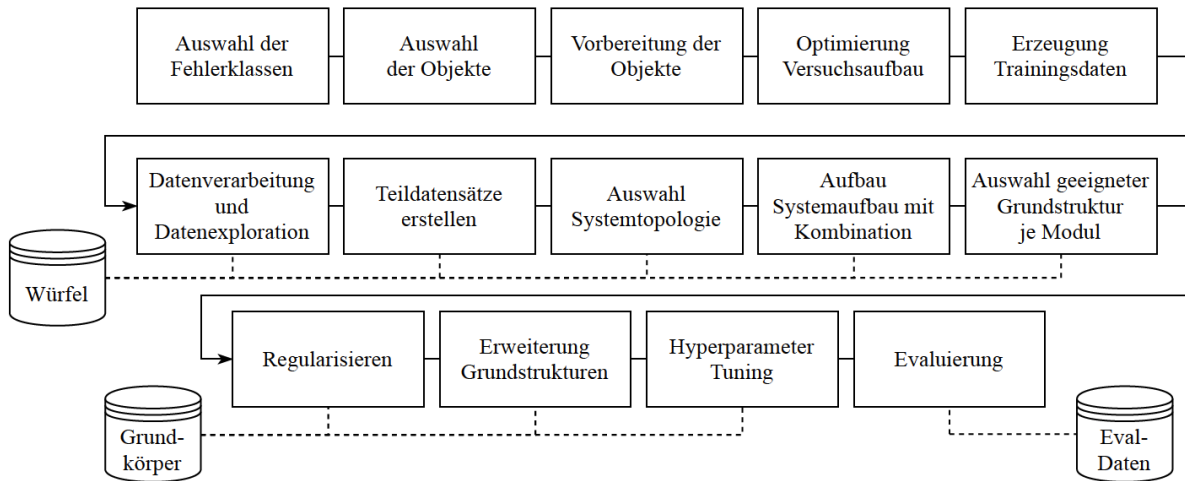 Auswahl der
Fehlerklassen
Auswahl
der Objekte
Vorbereitung der
Objekte
Optimierung
Versuchsaufbau
Erzeugung
Trainingsdaten
Datenverarbeitung
und
Datenexploration
Teildatensätze
erstellen
Auswahl
Systemtopologie
Aufbau
Systemaufbau mit
Kombination
Auswahl geeigneter
Grundstruktur
je Modul
Würfel
Regularisieren
Erweiterung
Grundstrukturen
Hyperparameter
Tuning
Evaluierung
Grund-
körper
Eval-
Daten